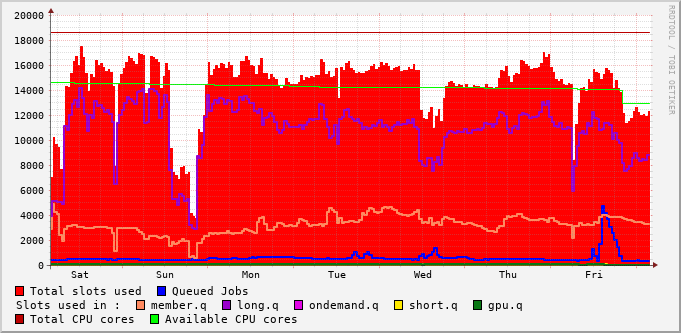 20000
18000
16000
14000
12000
10000
8000
6000
4000
2000
0
Sat Sun Mon Tue Wed Thu Fri
RRDTOOL / TOBI OETIKER
Total slots used Queued Jobs
Slots used in : member.q long.q ondemand.q short.q gpu.q
Total CPU cores Available CPU cores